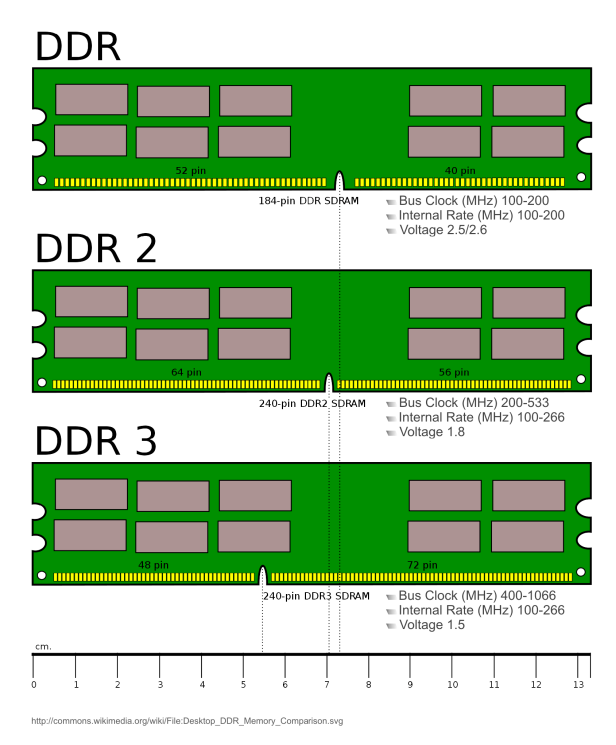 DDR
52 pin
40 pin
184-pin DDR SDRAM
Bus Clock (MHz) 100-200
Internal Rate (MHz) 100-200
Voltage 2.5/2.6
DDR 2
64 pin
56 pin
240-pin DDR2 SDRAM
Bus Clock (MHz) 200-533
Internal Rate (MHz) 100-266
Voltage 1.8
DDR 3
48 pin
72 pin
240-pin DDR3 SDRAM
Bus Clock (MHz) 400-1066
Internal Rate (MHz) 100-266
Voltage 1.5
cm.
0 1 2 3 4 5 6 7 8 9 10 11 12 13
http://commons.wikimedia.org/wiki/File:Desktop_DDR_Memory_Comparison.svg